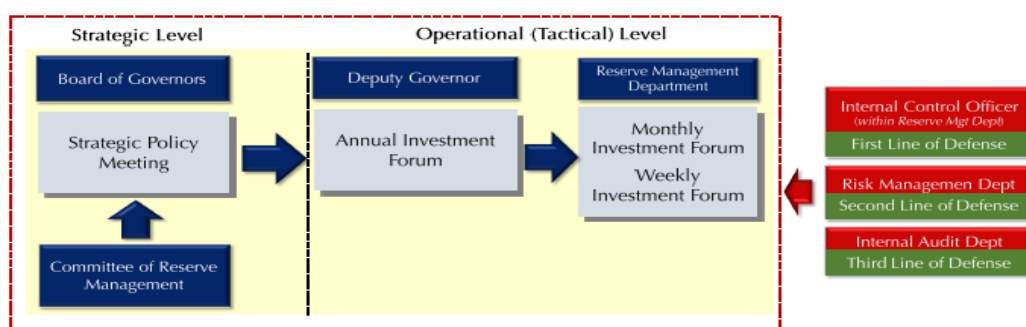 Strategic Level
Operational (Tactical) Level
Board of Governors
Deputy Governor
Reserve Management
Department
Strategic Policy
Meeting
Annual Investment
Forum
Monthly
Investment Forum
Weekly
Investment Forum
Committee of Reserve
Management
Internal Control Officer
(within Reserve Mgt Dept)
First Line of Defense
Risk Managemen Dept
Second Line of Defense
Internal Audit Dept
Third Line of Defense